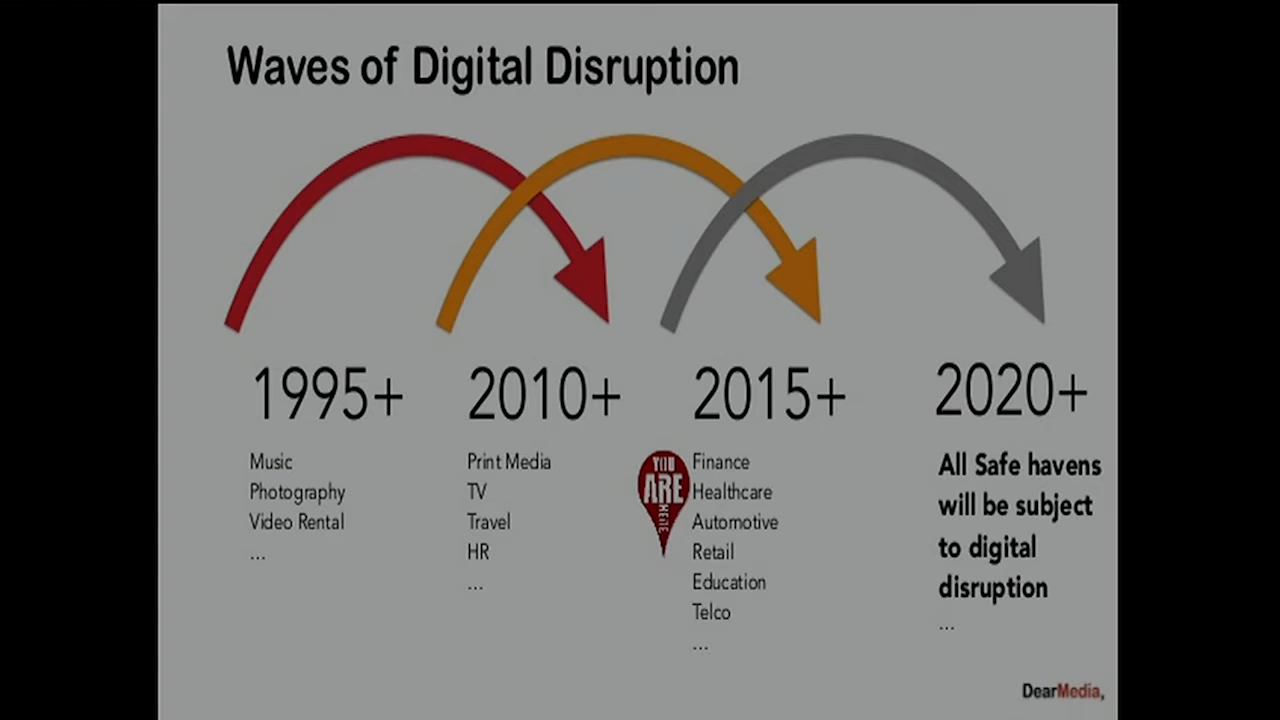 Waves of Digital Disruption
1995+
Music
Photography
Video Rental
...
2010+
Print Media
TV
Travel
HR
...
YOU
ARE
HERE
2015+
Finance
Healthcare
Automotive
Retail
Education
Telco
...
2020+
All Safe havens
will be subject
to digital
disruption
...
DearMedia,